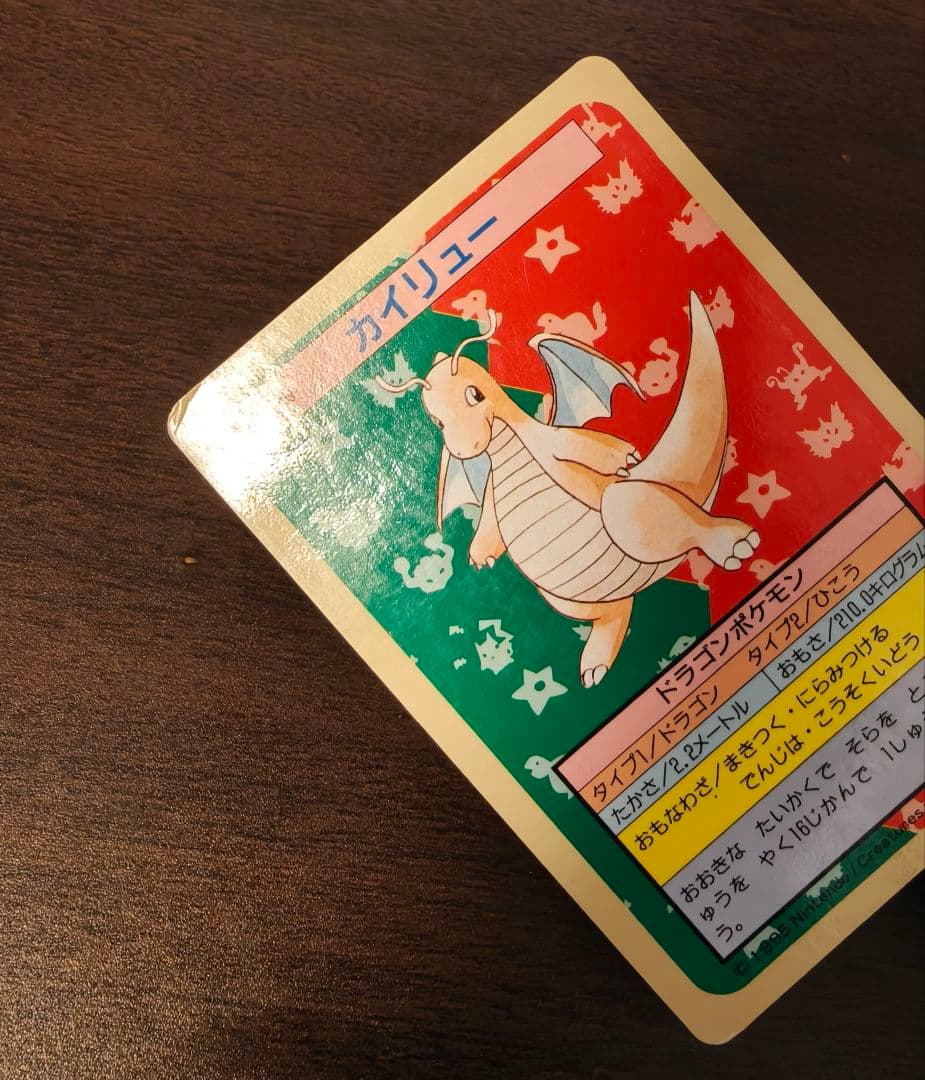 カイリュー
ドラゴンポケモン
タイプ1/ドラゴン タイプ2/ひこう
たかさ/2.2メートル おもさ/210.0キログラム
おもなわざ/まきつく・にらみつける
でんじは・こうそくいどう
おおきな たいかくで そらを と
ゅうを やく16じかんで 1しゅ
う。
© 1995 Nintendo/Creatures